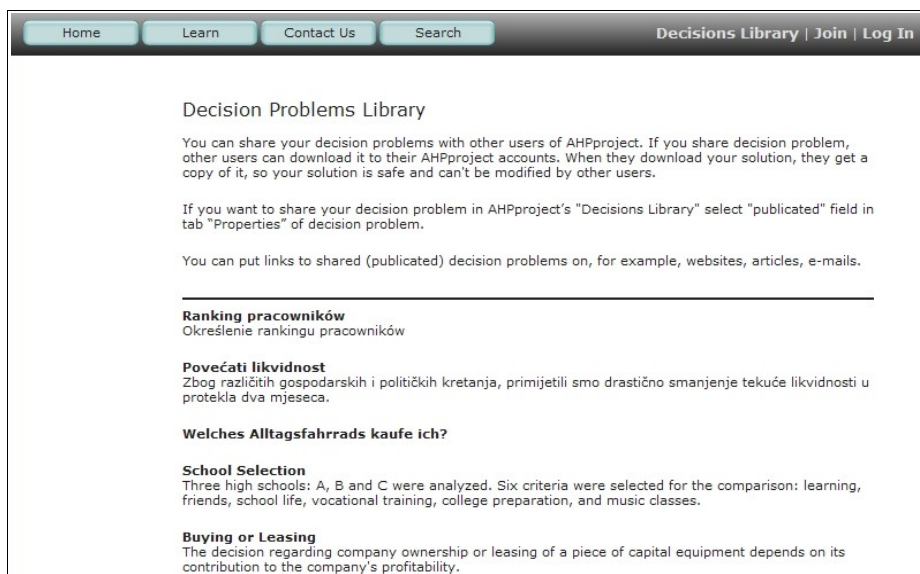 Home Learn Contact Us Search Decisions Library | Join | Log In
Decision Problems Library
You can share your decision problems with other users of AHPproject. If you share decision problem,
other users can download it to their AHPproject accounts. When they download your solution, they get a
copy of it, so your solution is safe and can't be modified by other users.
If you want to share your decision problem in AHPproject’s "Decisions Library" select "publicated" field in
tab “Properties” of decision problem.
You can put links to shared (publicated) decision problems on, for example, websites, articles, e-mails.
Ranking pracowników
Określenie rankingu pracowników
Povećati likvidnost
Zbog različitih gospodarskih i političkih kretanja, primijetili smo drastično smanjenje tekuće likvidnosti u
protekla dva mjeseca.
Welches Alltagsfahrrads kaufe ich?
School Selection
Three high schools: A, B and C were analyzed. Six criteria were selected for the comparison: learning,
friends, school life, vocational training, college preparation, and music classes.
Buying or Leasing
The decision regarding company ownership or leasing of a piece of capital equipment depends on its
contribution to the company's profitability.